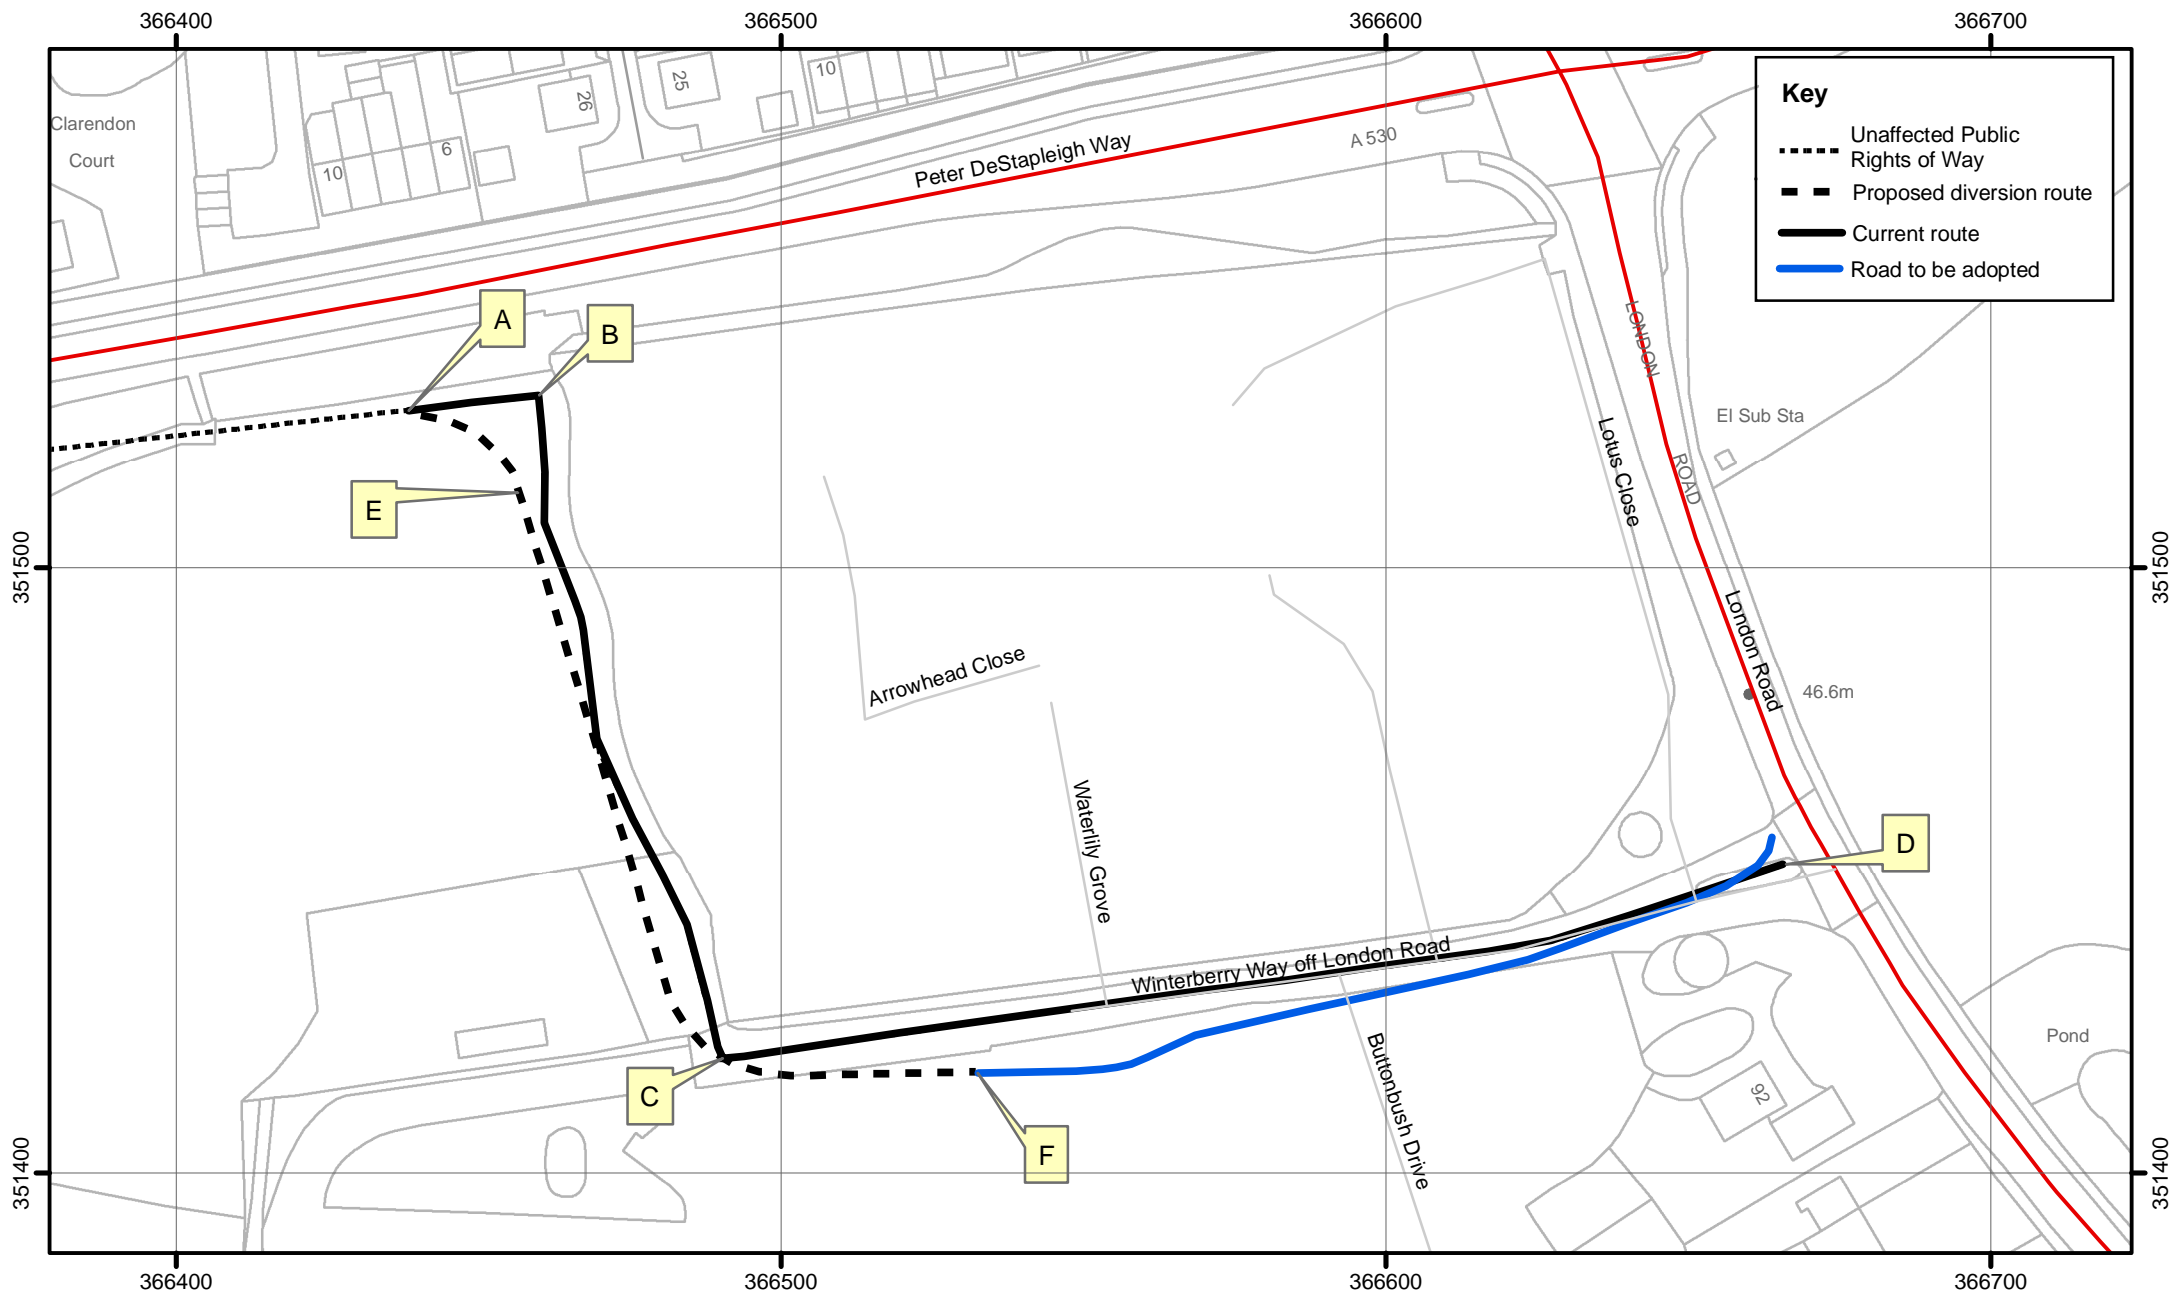 366400
366500
366600
366700
Key
Unaffected Public
Rights of Way
Proposed diversion route
Current route
Road to be adopted
Clarendon
Court
10
6
26
25
10
Peter DeStapleigh Way
A 530
A
B
E
LONDON
ROAD
Lotus Close
El Sub Sta
351500
351500
London Road
46.6m
Arrowhead Close
Waterlily Grove
D
Winterberry Way off London Road
C
F
Buttonbush Drive
92
Pond
351400
351400
366400
366500
366600
366700